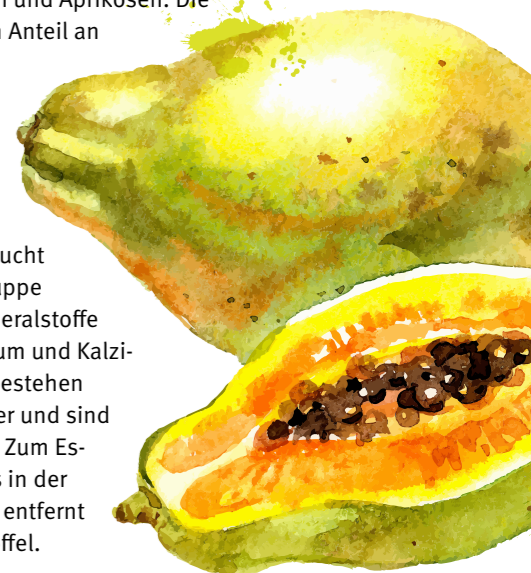 und Aprikosen. Die
Anteil an
ucht
uppe
eralstoffe
um und Kalzi-
estehen
er und sind
Zum Es-
s in der
entfernt
ffel.